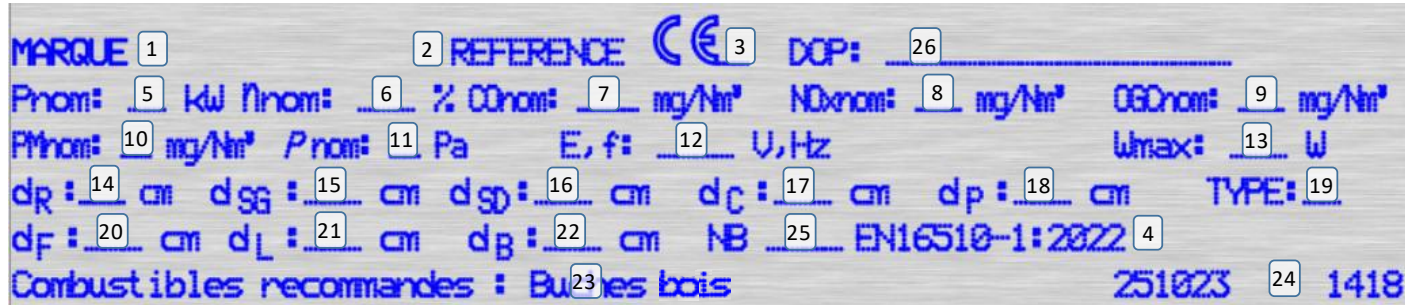 MARQUE 1 2 REFERENCE CE 3 DOP: 26
Pnom: 5 kW ηnom: 6 % COnom: 7 mg/Nm³ NOxnom: 8 mg/Nm³ OGCnom: 9 mg/Nm³
PMnom: 10 mg/Nm³ Pnom: 11 Pa E,f: 12 V,Hz Wmax: 13 W
dR : 14 cm dSG : 15 cm dSD : 16 cm dC : 17 cm dP : 18 cm TYPE: 19
dF : 20 cm dL : 21 cm dB : 22 cm NB 25 EN16510-1:2022 4
Combustibles recommandes : Bu 23 es bois 251023 24 1418